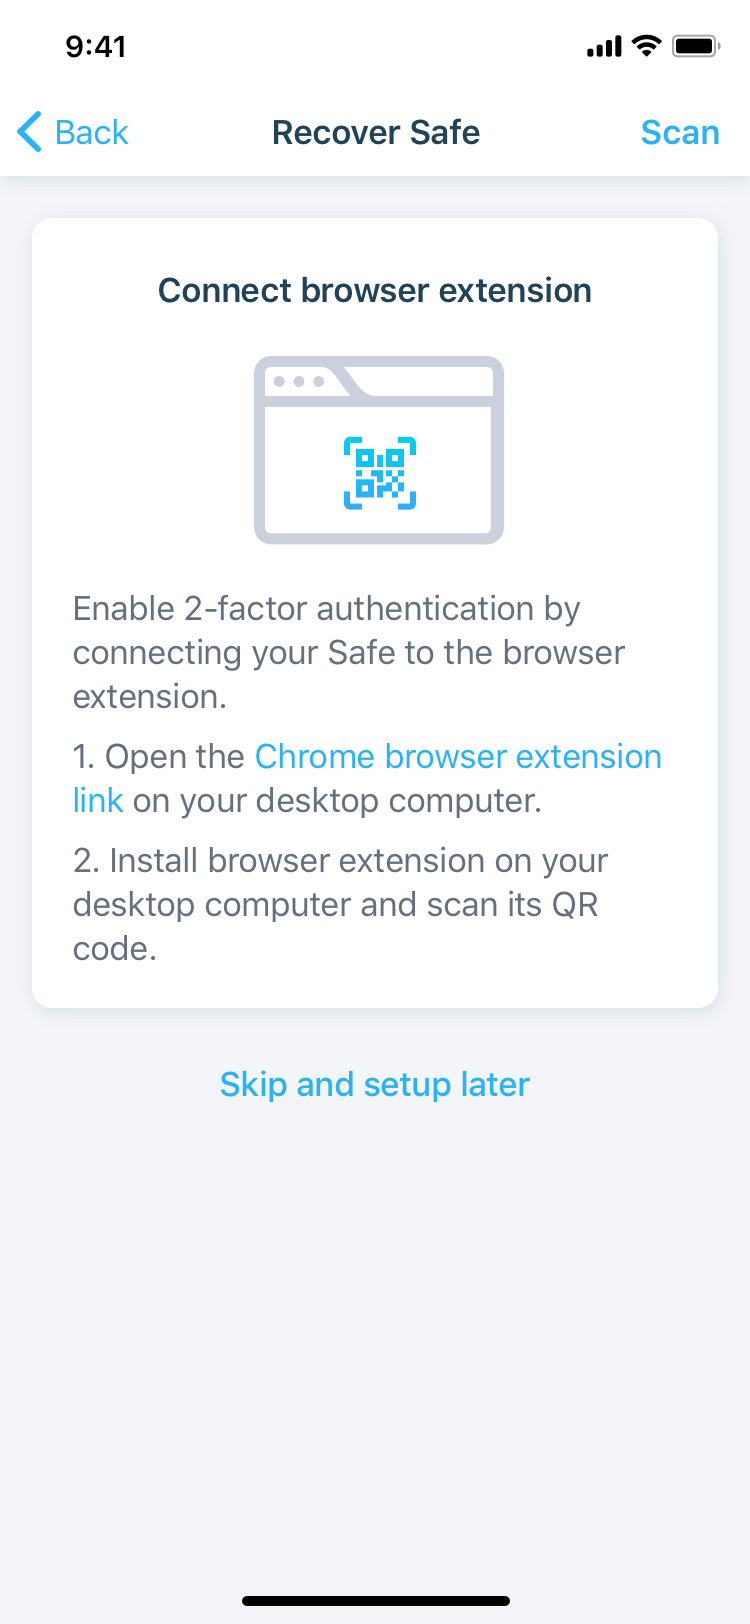 9:41
Back
Recover Safe
Scan
Connect browser extension
Enable 2-factor authentication by
connecting your Safe to the browser
extension.
1. Open the Chrome browser extension
link on your desktop computer.
2. Install browser extension on your
desktop computer and scan its QR
code.
Skip and setup later